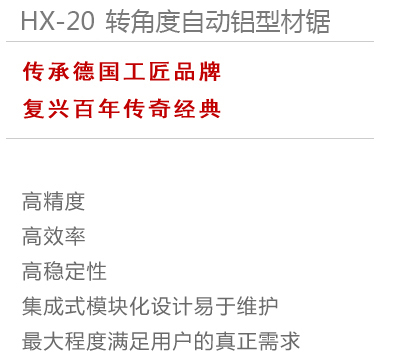 HX-20 转角度自动铝型材锯
传承德国工匠品牌
复兴百年传奇经典
高精度
高效率
高稳定性
集成式模块化设计易于维护
最大程度满足用户的真正需求